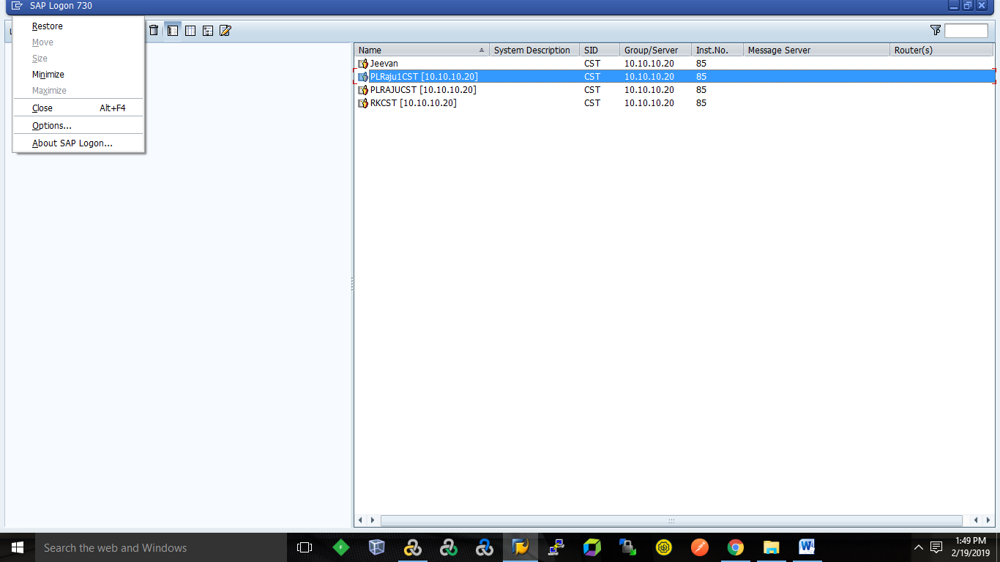 SAP Logon 730
Restore
Move
Size
Minimize
Maximize
Close Alt+F4
Options...
About SAP Logon...
Name System Description SID Group/Server Inst.No. Message Server Router(s)
Jeevan CST 10.10.10.20 85
PLRaju1CST [10.10.10.20] CST 10.10.10.20 85
PLRAJUCST [10.10.10.20] CST 10.10.10.20 85
RKCST [10.10.10.20] CST 10.10.10.20 85
Search the web and Windows
1:49 PM
2/19/2019